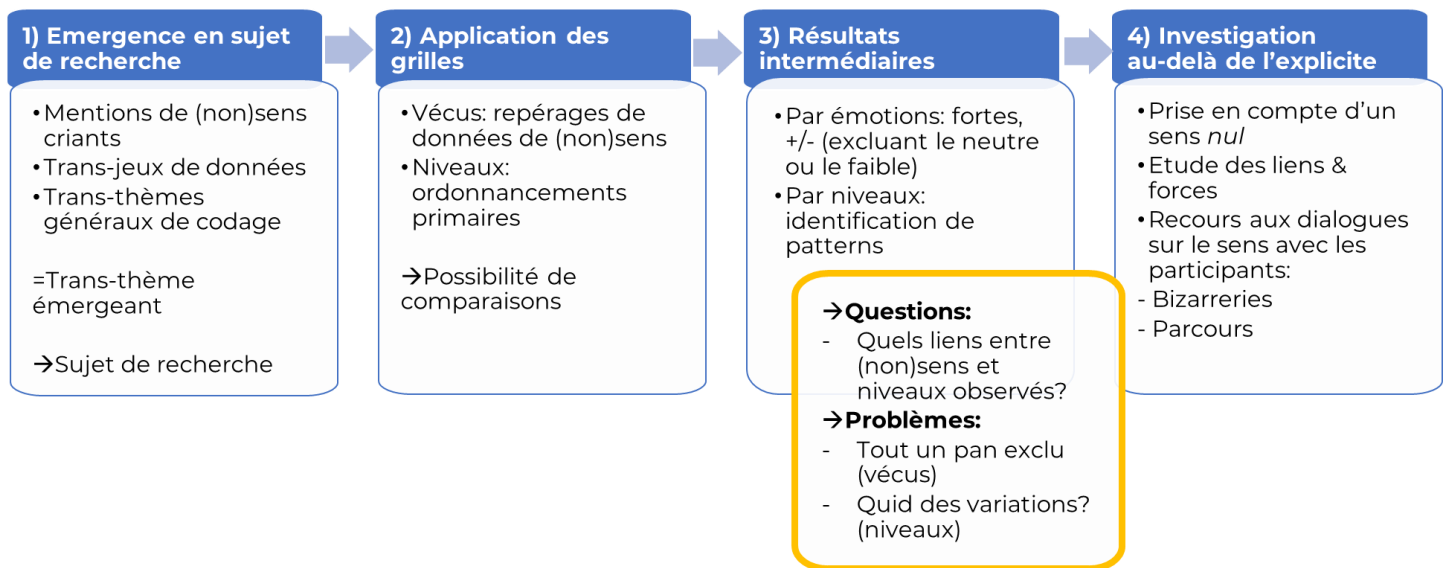 1) Emergence en sujet
de recherche
•Mentions de (non)sens
criants
•Trans-jeux de données
•Trans-thèmes
généraux de codage
=Trans-thème
émergeant
→Sujet de recherche
2) Application des
grilles
•Vécus: repérages de
données de (non)sens
•Niveaux:
ordonnancements
primaires
→Possibilité de
comparaisons
3) Résultats
intermédiaires
•Par émotions: fortes,
+/- (excluant le neutre
ou le faible)
•Par niveaux:
identification de
patterns
→Questions:
- Quels liens entre
(non)sens et
niveaux observés?
→Problèmes:
- Tout un pan exclu
(vécus)
- Quid des variations?
(niveaux)
4) Investigation
au-delà de l’explicite
•Prise en compte d’un
sens nul
•Etude des liens &
forces
•Recours aux dialogues
sur le sens avec les
participants:
- Bizarreries
- Parcours